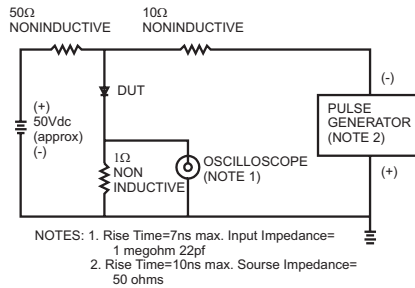 50Ω
NONINDUCTIVE
10Ω
NONINDUCTIVE
DUT
(+)
50Vdc
(approx)
(-)
1Ω
NON
INDUCTIVE
OSCILLOSCOPE
(NOTE 1)
(-)
PULSE
GENERATOR
(NOTE 2)
(+)
NOTES: 1. Rise Time=7ns max. Input Impedance=
1 megohm 22pf
2. Rise Time=10ns max. Sourse Impedance=
50 ohms